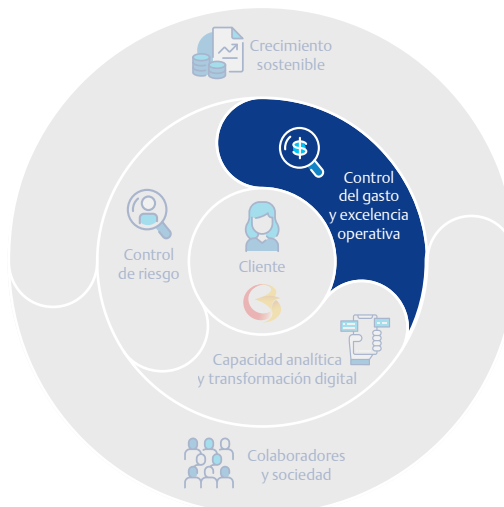 Crecimiento
sostenible
$
Control
del gasto
y excelencia
operativa
Control
de riesgo
Cliente
Capacidad analítica
y transformación digital
Colaboradores
y sociedad